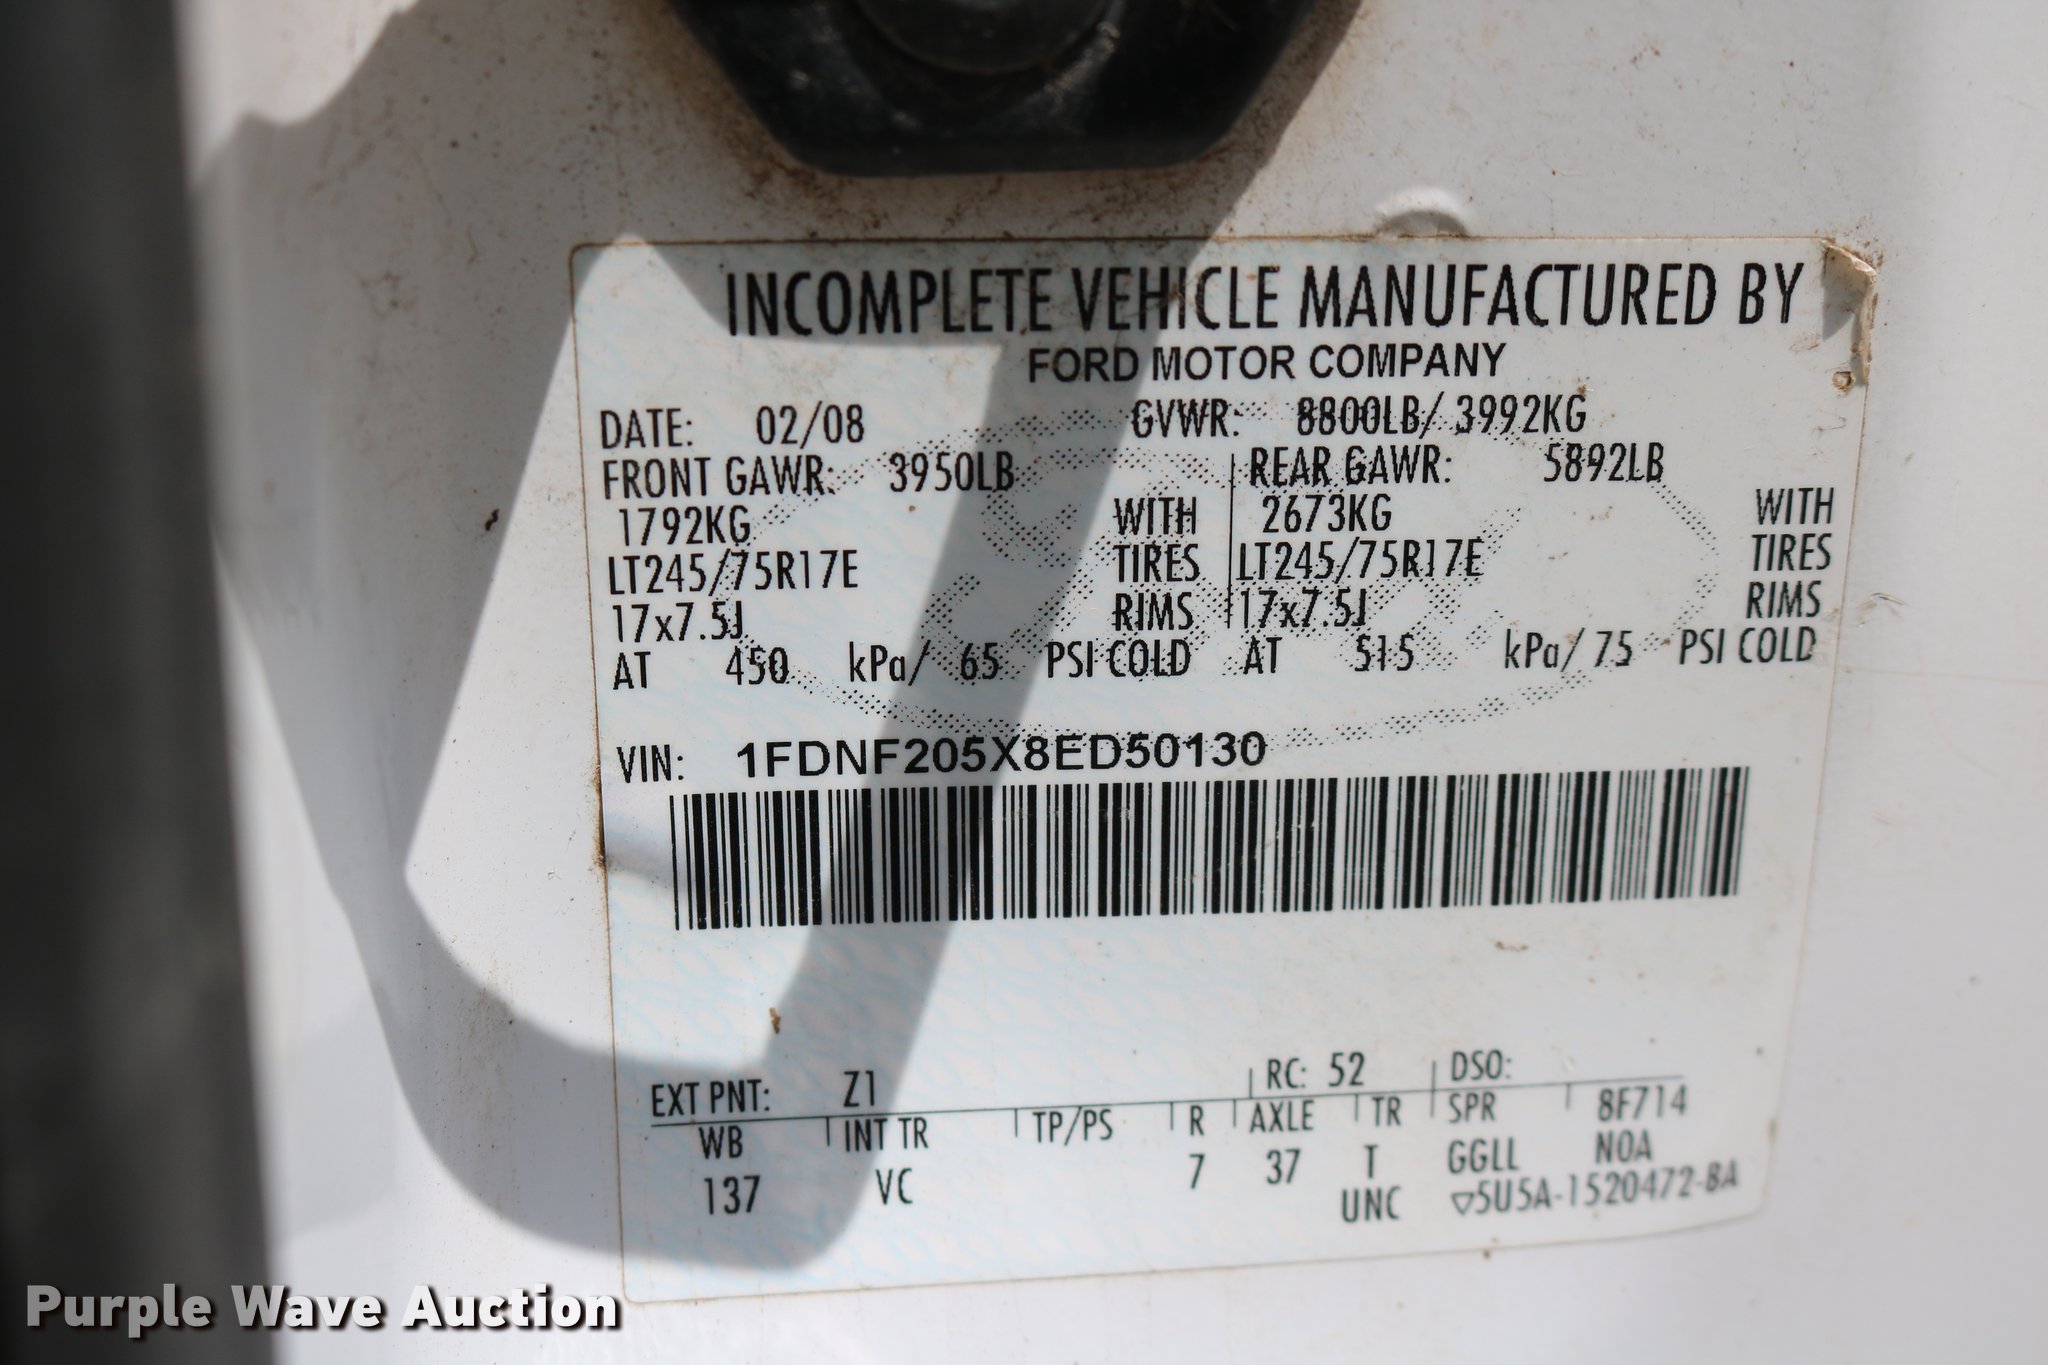 INCOMPLETE VEHICLE MANUFACTURED BY
FORD MOTOR COMPANY
DATE: 02/08 GVWR: 8800LB/ 3992KG
FRONT GAWR: 3950LB REAR GAWR: 5892LB
1792KG WITH 2673KG WITH
LT245/75R17E TIRES LT245/75R17E TIRES
17x7.5J RIMS 17x7.5J RIMS
AT 450 kPa/ 65 PSI COLD AT 515 kPa/ 75 PSI COLD
VIN: 1FDNF205X8ED50130
EXT PNT: Z1 RC: 52 DSO:
WB INT TR TP/PS R AXLE TR SPR 8F714
137 VC 7 37 T GGLL NOA
UNC ▽5U5A-1520472-BA
Purple Wave Auction